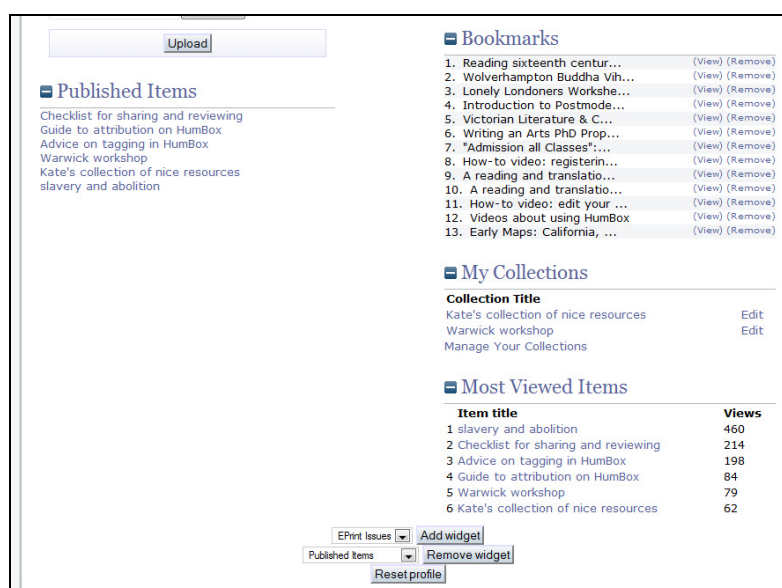 Upload
Published Items
Checklist for sharing and reviewing
Guide to attribution on HumBox
Advice on tagging in HumBox
Warwick workshop
Kate's collection of nice resources
slavery and abolition
Bookmarks
1. Reading sixteenth centur... (View) (Remove)
2. Wolverhampton Buddha Vih... (View) (Remove)
3. Lonely Londoners Workshe... (View) (Remove)
4. Introduction to Postmode... (View) (Remove)
5. Victorian Literature & C... (View) (Remove)
6. Writing an Arts PhD Prop... (View) (Remove)
7. "Admission all Classes":... (View) (Remove)
8. How-to video: registerin... (View) (Remove)
9. A reading and translatio... (View) (Remove)
10. A reading and translatio... (View) (Remove)
11. How-to video: edit your ... (View) (Remove)
12. Videos about using HumBox (View) (Remove)
13. Early Maps: California, ... (View) (Remove)
My Collections
Collection Title
Kate's collection of nice resources Edit
Warwick workshop Edit
Manage Your Collections
Most Viewed Items
Item title Views
1 slavery and abolition 460
2 Checklist for sharing and reviewing 214
3 Advice on tagging in HumBox 198
4 Guide to attribution on HumBox 84
5 Warwick workshop 79
6 Kate's collection of nice resources 62
EPrint Issues Add widget
Published Items Remove widget
Reset profile